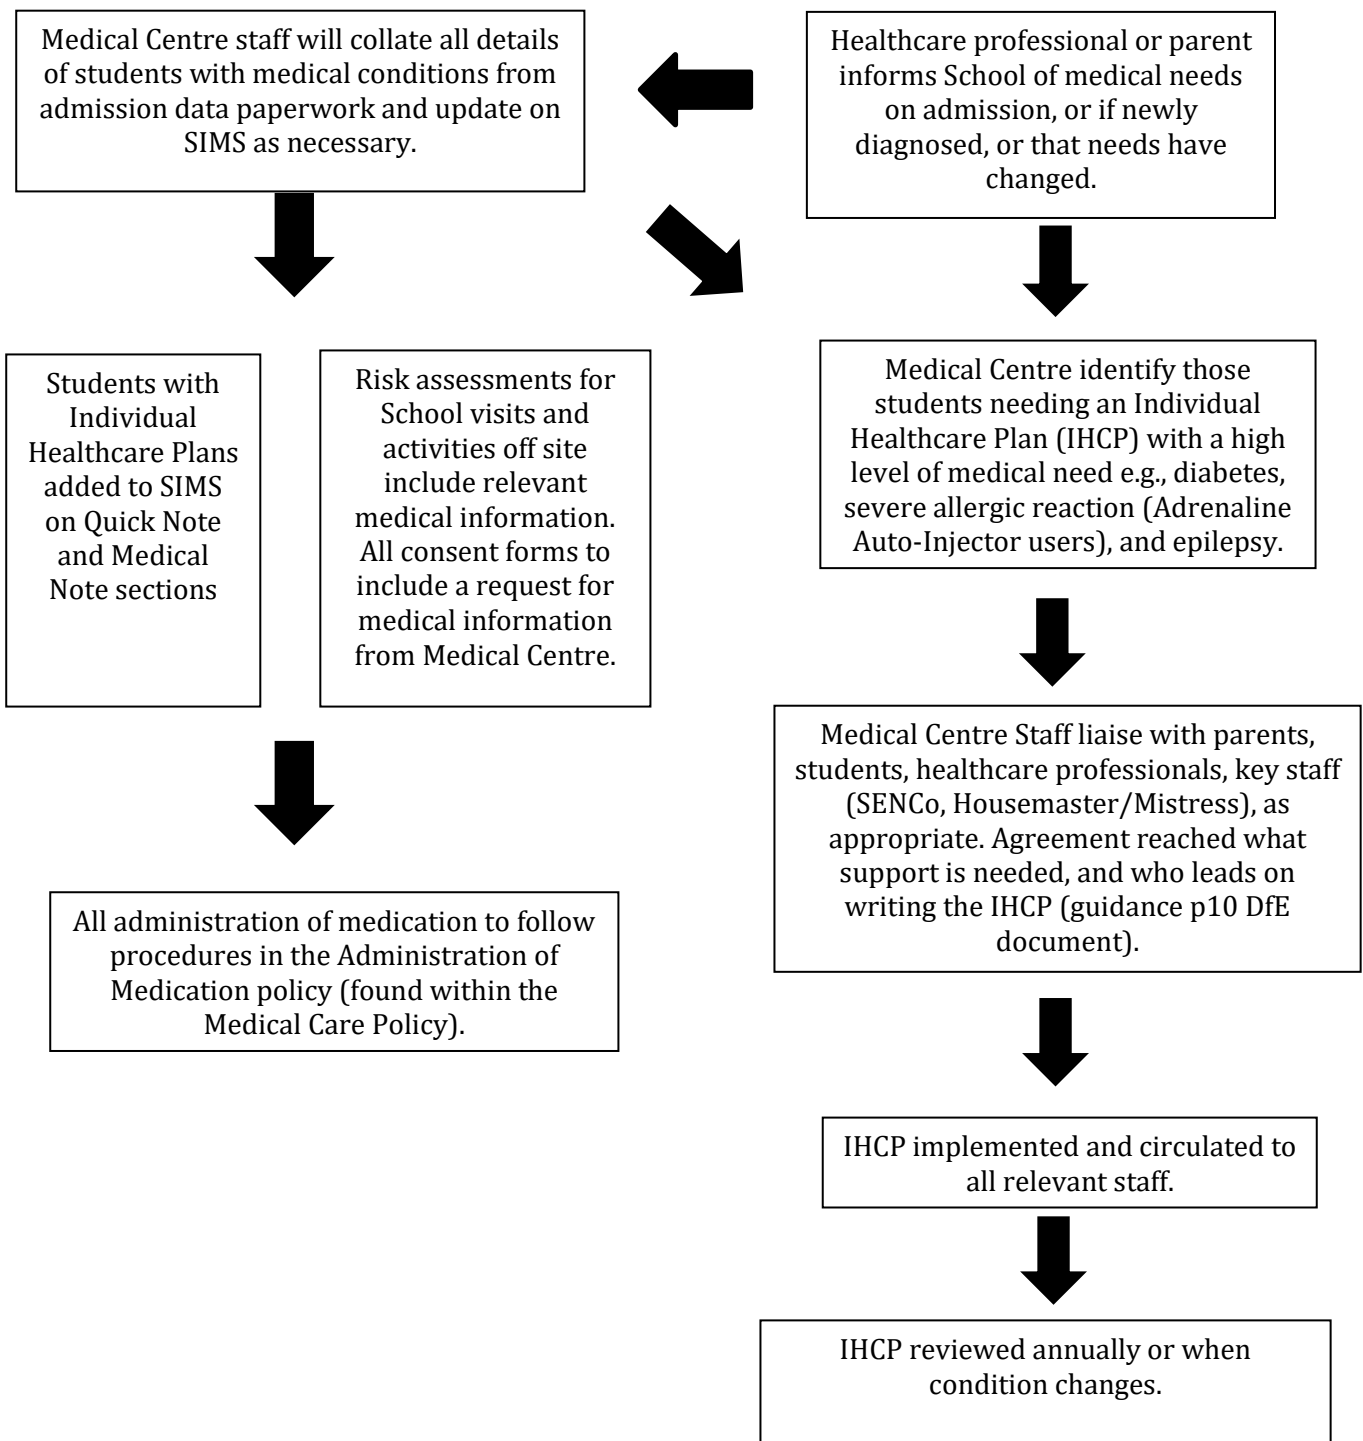 Medical Centre staff will collate all details
of students with medical conditions from
admission data paperwork and update on
SIMS as necessary.
Healthcare professional or parent
informs School of medical needs
on admission, or if newly
diagnosed, or that needs have
changed.
Students with
Individual
Healthcare Plans
added to SIMS
on Quick Note
and Medical
Note sections
Risk assessments for
School visits and
activities off site
include relevant
medical information.
All consent forms to
include a request for
medical information
from Medical Centre.
Medical Centre identify those
students needing an Individual
Healthcare Plan (IHCP) with a high
level of medical need e.g., diabetes,
severe allergic reaction (Adrenaline
Auto-Injector users), and epilepsy.
Medical Centre Staff liaise with parents,
students, healthcare professionals, key staff
(SENCo, Housemaster/Mistress), as
appropriate. Agreement reached what
support is needed, and who leads on
writing the IHCP (guidance p10 DfE
document).
All administration of medication to follow
procedures in the Administration of
Medication policy (found within the
Medical Care Policy).
IHCP implemented and circulated to
all relevant staff.
IHCP reviewed annually or when
condition changes.